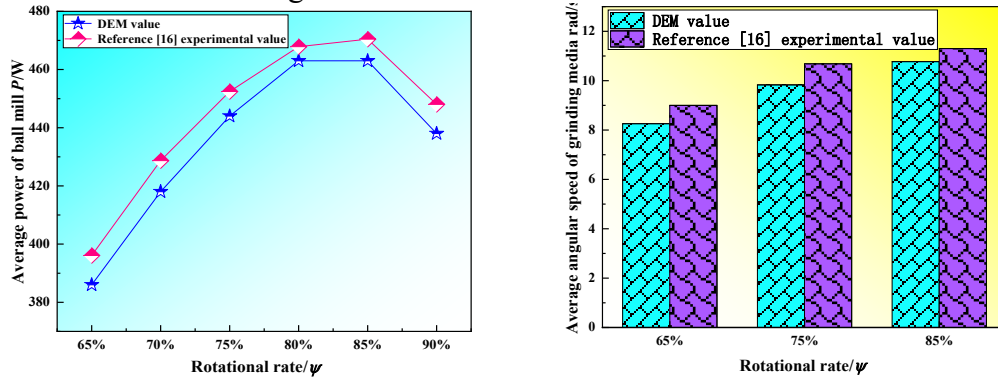 480
460
440
420
400
380
Average power of ball mill P/W
DEM value
Reference [16] experimental value
65% 70% 75% 80% 85% 90%
Rotational rate/ψ
12
10
8
6
4
2
0
Average angular speed of grinding media rad/s
DEM value
Reference [16] experimental value
65% 75% 85%
Rotational rate/ψ